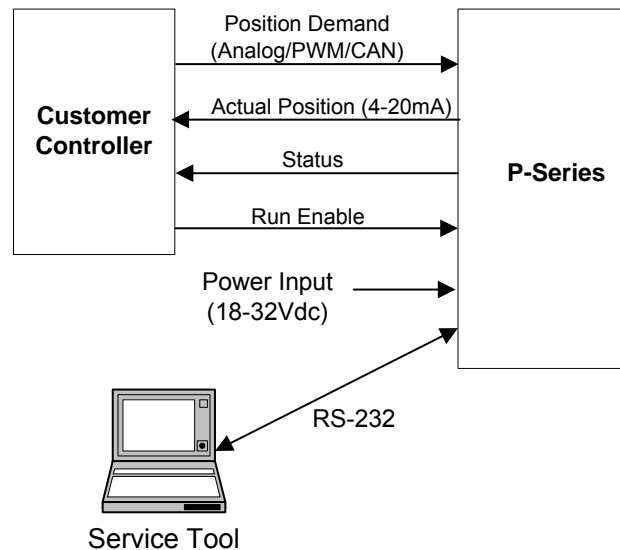 Position Demand
(Analog/PWM/CAN)
Customer
Controller
Actual Position (4-20mA)
Status
P-Series
Run Enable
Power Input
(18-32Vdc)
RS-232
Service Tool